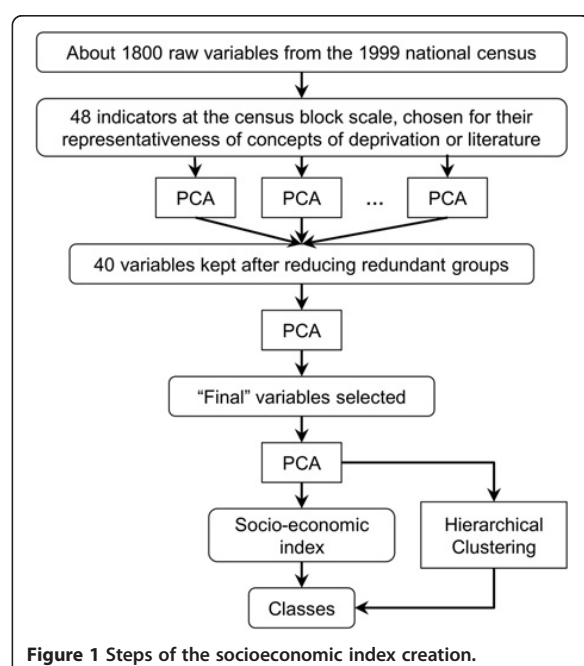 About 1800 raw variables from the 1999 national census
48 indicators at the census block scale, chosen for their
representativeness of concepts of deprivation or literature
PCA PCA ... PCA
40 variables kept after reducing redundant groups
PCA
“Final” variables selected
PCA
Socio-economic
index
Hierarchical
Clustering
Classes
Figure 1 Steps of the socioeconomic index creation.